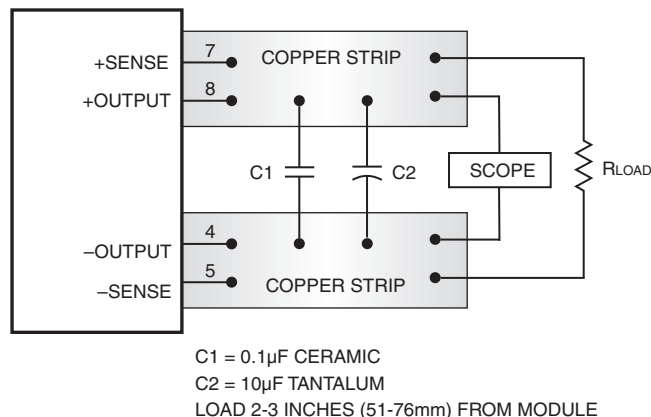 +SENSE 7 COPPER STRIP
+OUTPUT 8
C1 C2 SCOPE RLOAD
–OUTPUT 4
–SENSE 5 COPPER STRIP
C1 = 0.1µF CERAMIC
C2 = 10µF TANTALUM
LOAD 2-3 INCHES (51-76mm) FROM MODULE